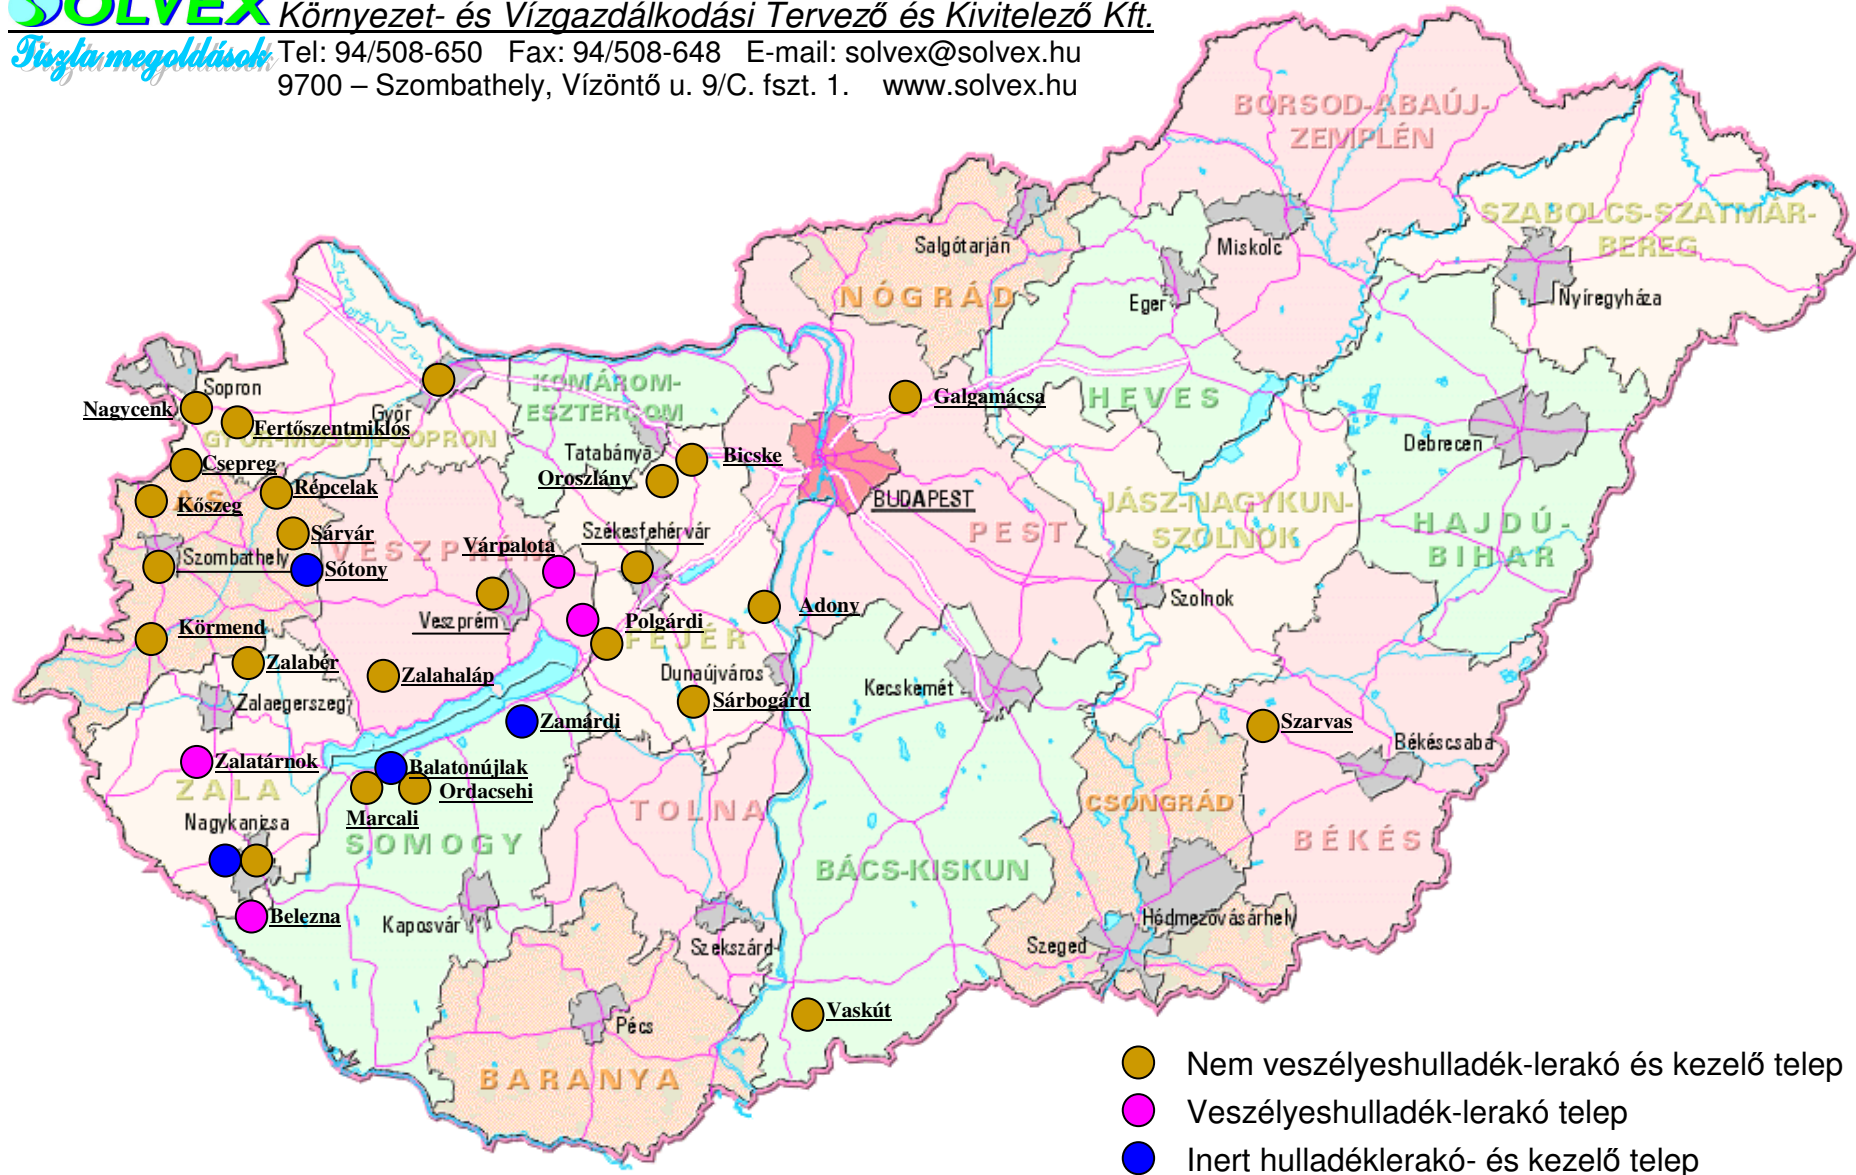 SOLVEX Környezet- és Vízgazdálkodási Tervező és Kivitelező Kft.
Tiszta megoldások Tel: 94/508-650 Fax: 94/508-648 E-mail: solvex@solvex.hu
9700 – Szombathely, Vízöntő u. 9/C. fszt. 1. www.solvex.hu
BORSOD-ABAÚJ-
ZEMPLÉN
SZABOLCS-SZATMÁR-
BEREG
Salgótarján
Miskolc
NÓGRÁD
Eger
Nyíregyháza
Sopron
KOMÁROM-
ESZTERGOM
Nagycenk
Győr
Galgamácsa
HEVES
Fertőszentmiklós
GYŐR-MOSON-SOPRON
Debrecen
Tatabánya
Bicske
Csepreg
Oroszlány
Répcelak
VAS
Kőszeg
BUDAPEST
JÁSZ-NAGYKUN-
SZOLNOK
HAJDÚ-
BIHAR
Sárvár
Székesfehérvár
PEST
VESZPRÉM
Várpalota
Szombathely
Sótony
Szolnok
Adony
Veszprém
Polgárdi
Körmend
FEJÉR
Zalabér
Zalahaláp
Dunaújváros
Kecskemét
Zalaegerszeg
Sárbogárd
Zamárdi
Szarvas
Békéscsaba
Zalatárnok
Balatonújlak
ZALA
Ordacsehi
Marcali
TOLNA
CSONGRÁD
Nagykanizsa
SOMOGY
BÉKÉS
BÁCS-KISKUN
Belezna
Kaposvár
Hódmezővásárhely
Szekszárd
Szeged
Vaskút
Pécs
BARANYA
Nem veszélyeshulladék-lerakó és kezelő telep
Veszélyeshulladék-lerakó telep
Inert hulladéklerakó- és kezelő telep